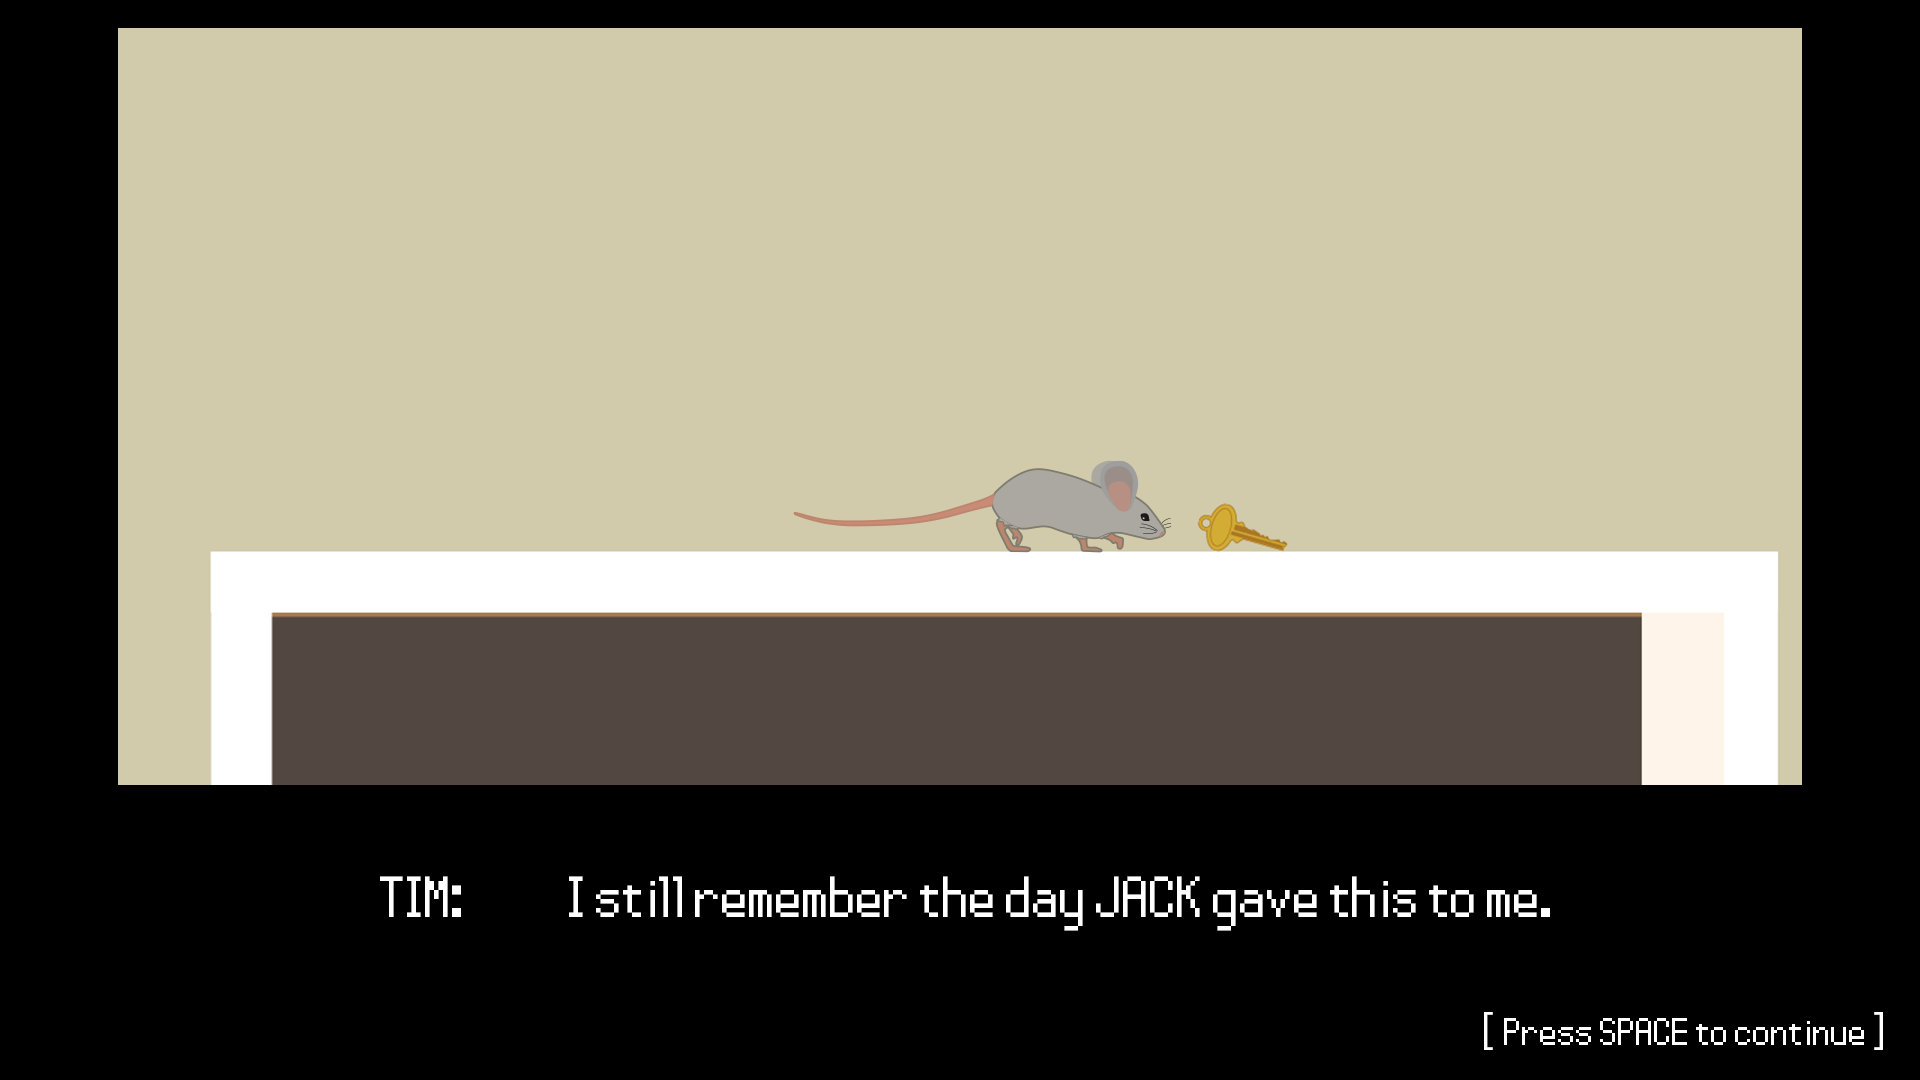 TIM: I still remember the day JACK gave this to me.
[ Press SPACE to continue ]